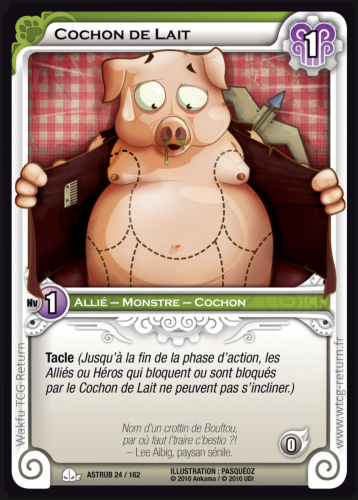 Cochon de Lait
1
Nv 1
Allié – Monstre – Cochon
Tacle (Jusqu'à la fin de la phase d'action, les
Alliés ou Héros qui bloquent ou sont bloqués
par le Cochon de Lait ne peuvent pas s'incliner.)
Nom d'un crottin de Bouftou,
par où faut l'traire c'bestio ?!
– Lee Aibig, paysan sénile.
0
Wakfu TCG Return
www.wtcg-return.fr
ASTRUB 24 / 162
ILLUSTRATION : PASQUÉOZ
© 2010 Ankama / © 2010 UDI